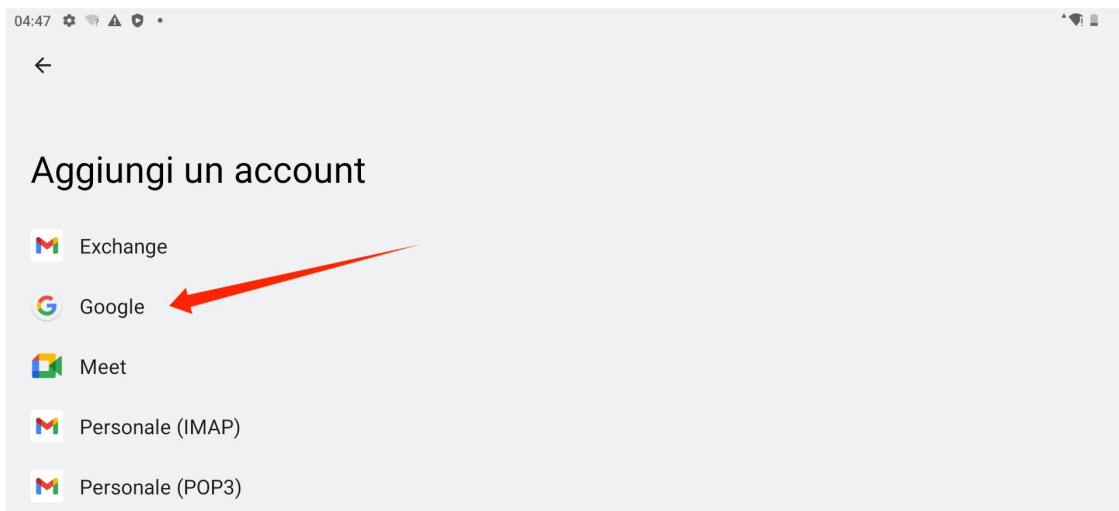 04:47
Aggiungi un account
Exchange
Google
Meet
Personale (IMAP)
Personale (POP3)